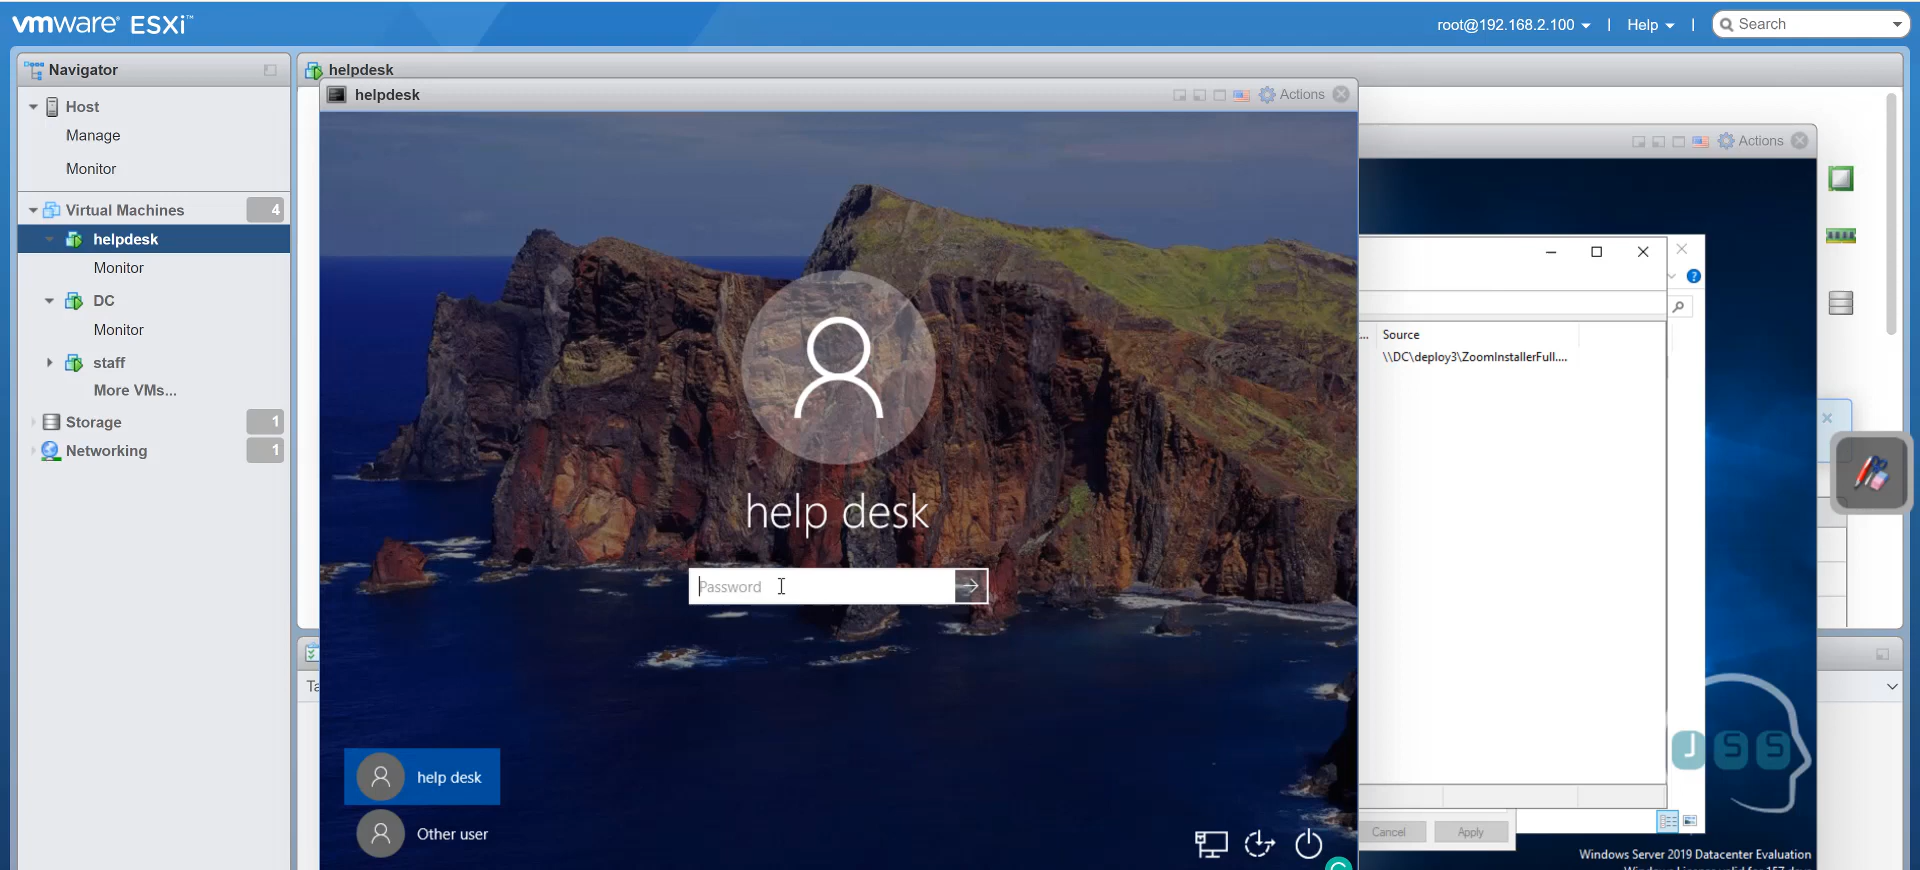 vmware ESXi™
root@192.168.2.100 | Help | Search
Navigator
Host
Manage
Monitor
Virtual Machines 4
helpdesk
Monitor
DC
Monitor
staff
More VMs...
Storage 1
Networking 1
helpdesk
helpdesk
Actions
help desk
Password
help desk
Other user
Actions
... Source
\\DC\deploy3\ZoomInstallerFull....
Cancel Apply
J S S
Windows Server 2019 Datacenter Evaluation